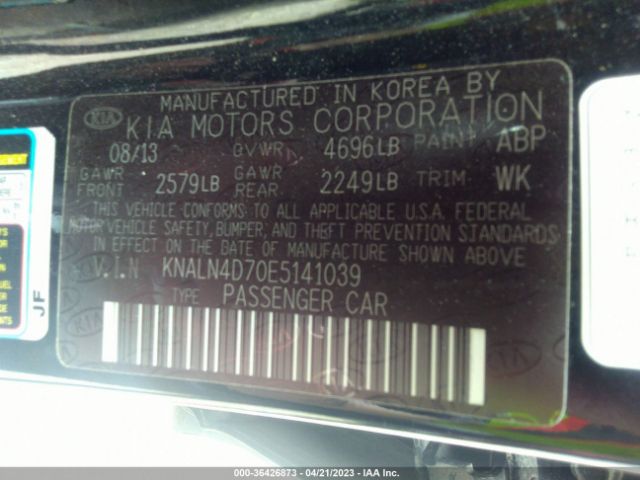 MANUFACTURED IN KOREA BY
KIA KIA MOTORS CORPORATION
08/13 GVWR 4696LB PAINT ABP
GAWR FRONT 2579LB GAWR REAR 2249LB TRIM WK
THIS VEHICLE CONFORMS TO ALL APPLICABLE U.S.A. FEDERAL
MOTOR VEHICLE SAFETY, BUMPER, AND THEFT PREVENTION STANDARDS
IN EFFECT ON THE DATE OF MANUFACTURE SHOWN ABOVE
V.I.N KNALN4D70E5141039
TYPE PASSENGER CAR
JF
000-36426873 - 04/21/2023 - IAA Inc.